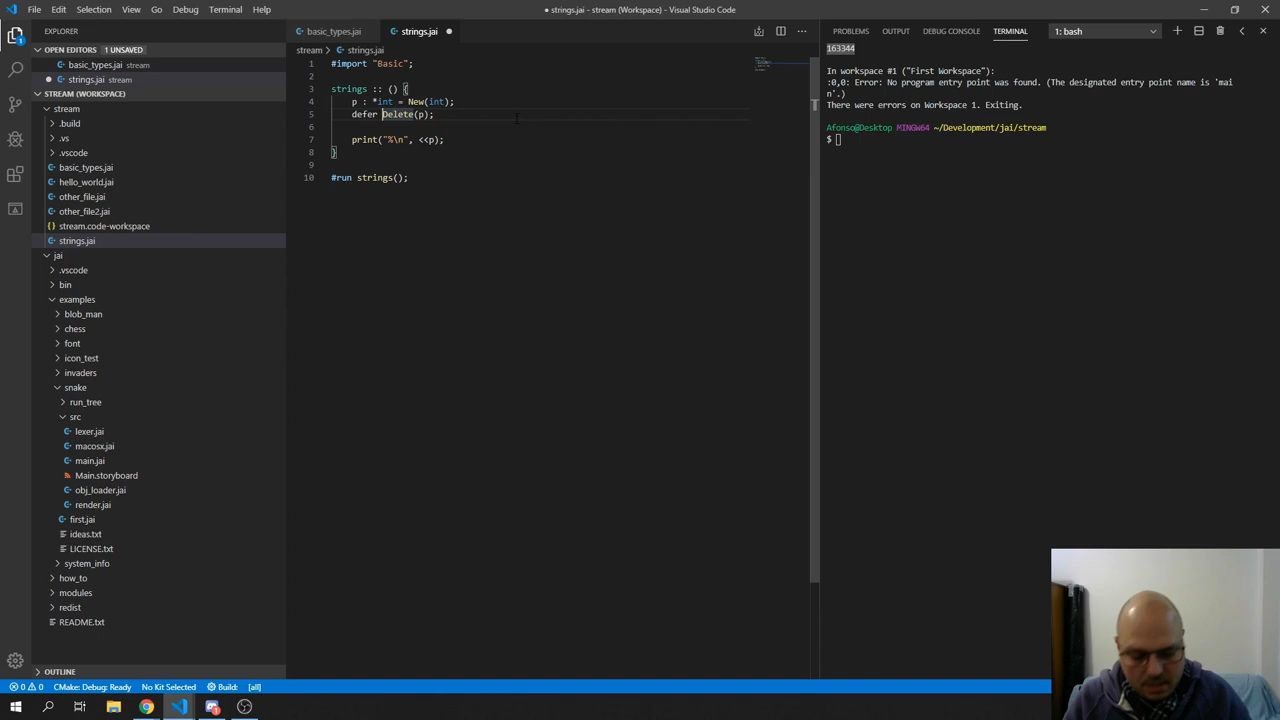 File Edit Selection View Go Debug Terminal Help
● strings.jai - stream (Workspace) - Visual Studio Code
EXPLORER
OPEN EDITORS 1 UNSAVED
basic_types.jai stream
strings.jai stream
STREAM (WORKSPACE)
stream
.build
.vs
.vscode
basic_types.jai
hello_world.jai
other_file.jai
other_file2.jai
stream.code-workspace
strings.jai
jai
.vscode
bin
examples
blob_man
chess
font
icon_test
invaders
snake
run_tree
src
lexer.jai
macosx.jai
main.jai
Main.storyboard
obj_loader.jai
render.jai
first.jai
ideas.txt
LICENSE.txt
system_info
how_to
modules
redist
README.txt
OUTLINE
basic_types.jai strings.jai
stream > strings.jai
1 #import "Basic";
2
3 strings :: () {
4 p : *int = New(int);
5 defer Delete(p);
6
7 print("%\n", <<p);
8 }
9
10 #run strings();
PROBLEMS OUTPUT DEBUG CONSOLE TERMINAL 1: bash
163344
In workspace #1 ("First Workspace"):
:0,0: Error: No program entry point was found. (The designated entry point name is 'mai
n'.)
There were errors on Workspace 1. Exiting.
Afonso@Desktop MINGW64 ~/Development/jai/stream
$
0 0 CMake: Debug: Ready No Kit Selected Build: [all]